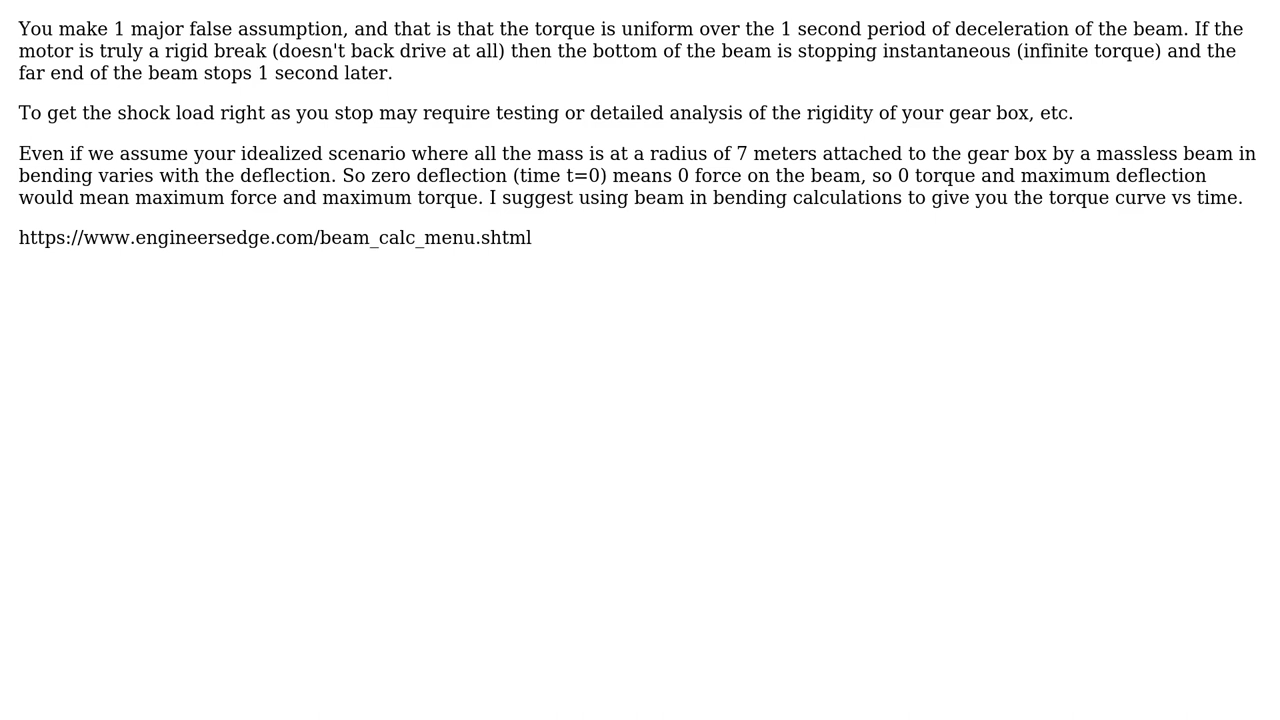 You make 1 major false assumption, and that is that the torque is uniform over the 1 second period of deceleration of the beam. If the
motor is truly a rigid break (doesn't back drive at all) then the bottom of the beam is stopping instantaneous (infinite torque) and the
far end of the beam stops 1 second later.
To get the shock load right as you stop may require testing or detailed analysis of the rigidity of your gear box, etc.
Even if we assume your idealized scenario where all the mass is at a radius of 7 meters attached to the gear box by a massless beam in
bending varies with the deflection. So zero deflection (time t=0) means 0 force on the beam, so 0 torque and maximum deflection
would mean maximum force and maximum torque. I suggest using beam in bending calculations to give you the torque curve vs time.
https://www.engineersedge.com/beam_calc_menu.shtml